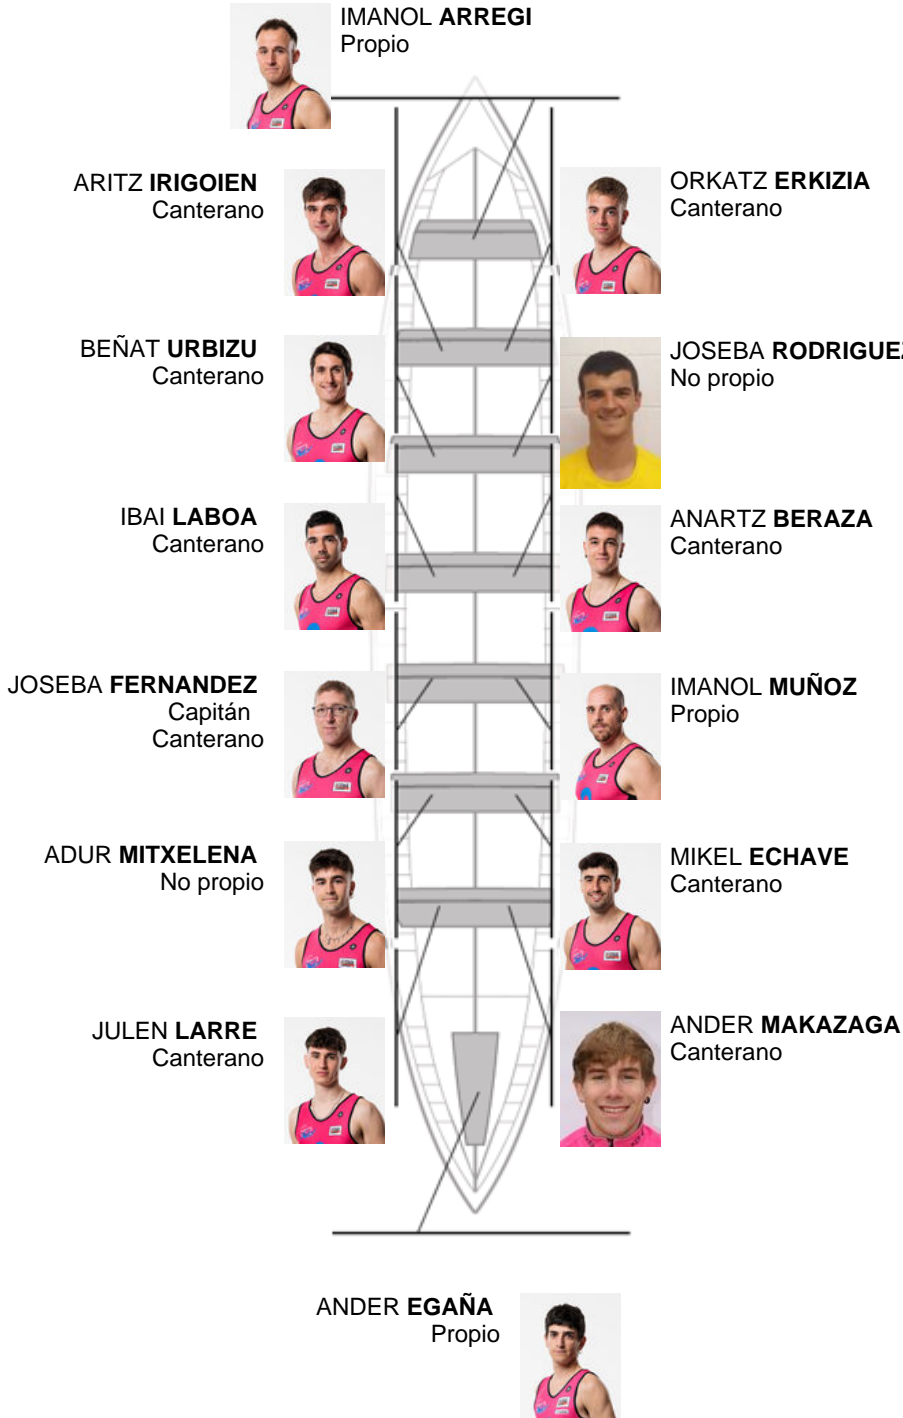 IMANOL ARREGI
Propio
ARITZ IRIGOIEN
Canterano
ORKATZ ERKIZIA
Canterano
BEÑAT URBIZU
Canterano
JOSEBA RODRIGUEZ
No propio
IBAI LABOA
Canterano
ANARTZ BERAZA
Canterano
JOSEBA FERNANDEZ
Capitán
Canterano
IMANOL MUÑOZ
Propio
ADUR MITXELENA
No propio
MIKEL ECHAVE
Canterano
JULEN LARRE
Canterano
ANDER MAKAZAGA
Canterano
ANDER EGAÑA
Propio